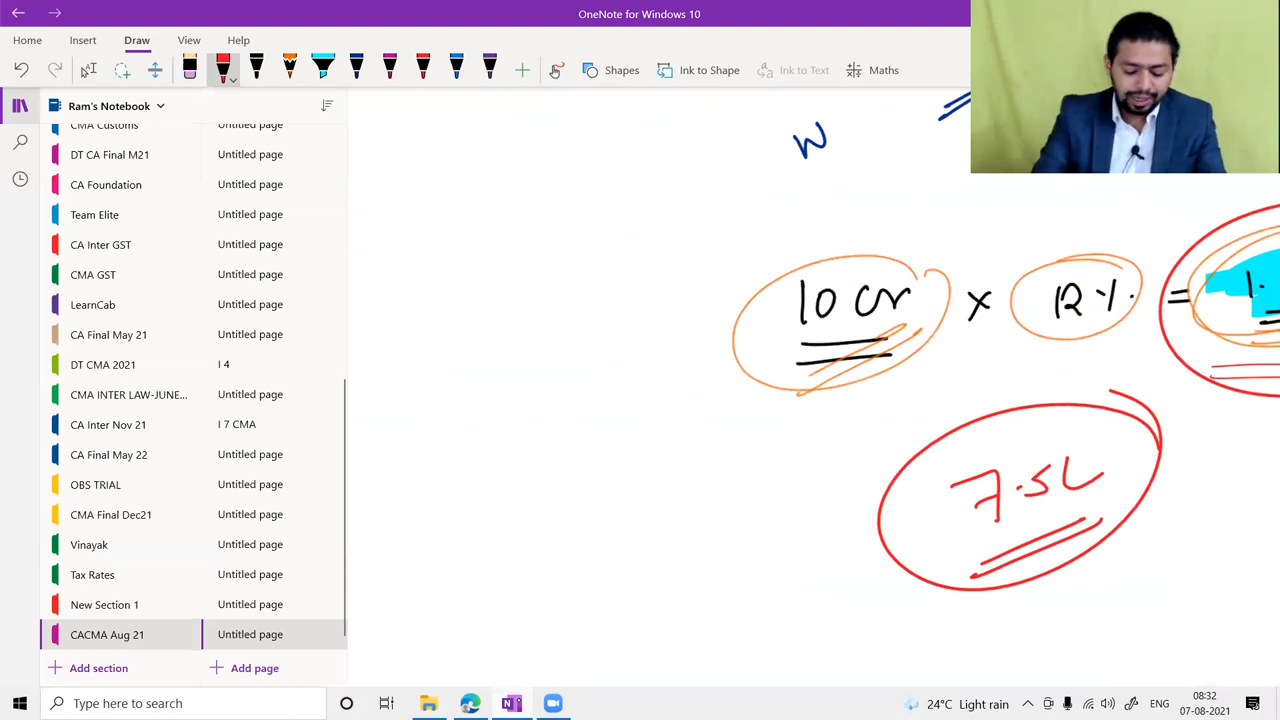 OneNote for Windows 10
Home Insert Draw View Help
Shapes Ink to Shape Ink to Text Maths
Ram's Notebook
CMA Customs Untitled page
DT CA Final M21 Untitled page
CA Foundation Untitled page
Team Elite Untitled page
CA Inter GST Untitled page
CMA GST Untitled page
LearnCab Untitled page
CA Final May 21 Untitled page
DT CMA 2021 I 4
CMA INTER LAW-JUNE... Untitled page
CA Inter Nov 21 I 7 CMA
CA Final May 22 Untitled page
OBS TRIAL Untitled page
CMA Final Dec21 Untitled page
Vinayak Untitled page
Tax Rates Untitled page
New Section 1 Untitled page
CACMA Aug 21 Untitled page
Add section Add page
W
10 Cr x 12 % = 1.
7.5L
Type here to search
24°C Light rain ENG 08:32
07-08-2021